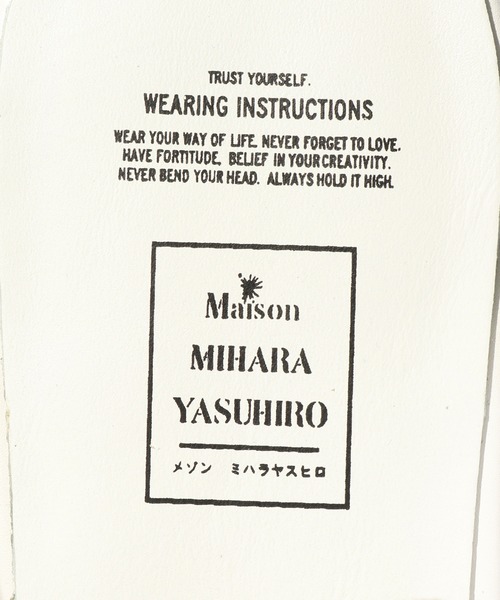 TRUST YOURSELF.
WEARING INSTRUCTIONS
WEAR YOUR WAY OF LIFE. NEVER FORGET TO LOVE.
HAVE FORTITUDE, BELIEF IN YOUR CREATIVITY.
NEVER BEND YOUR HEAD. ALWAYS HOLD IT HIGH.
Maison
MIHARA
YASUHIRO
メゾン ミハラヤスヒロ